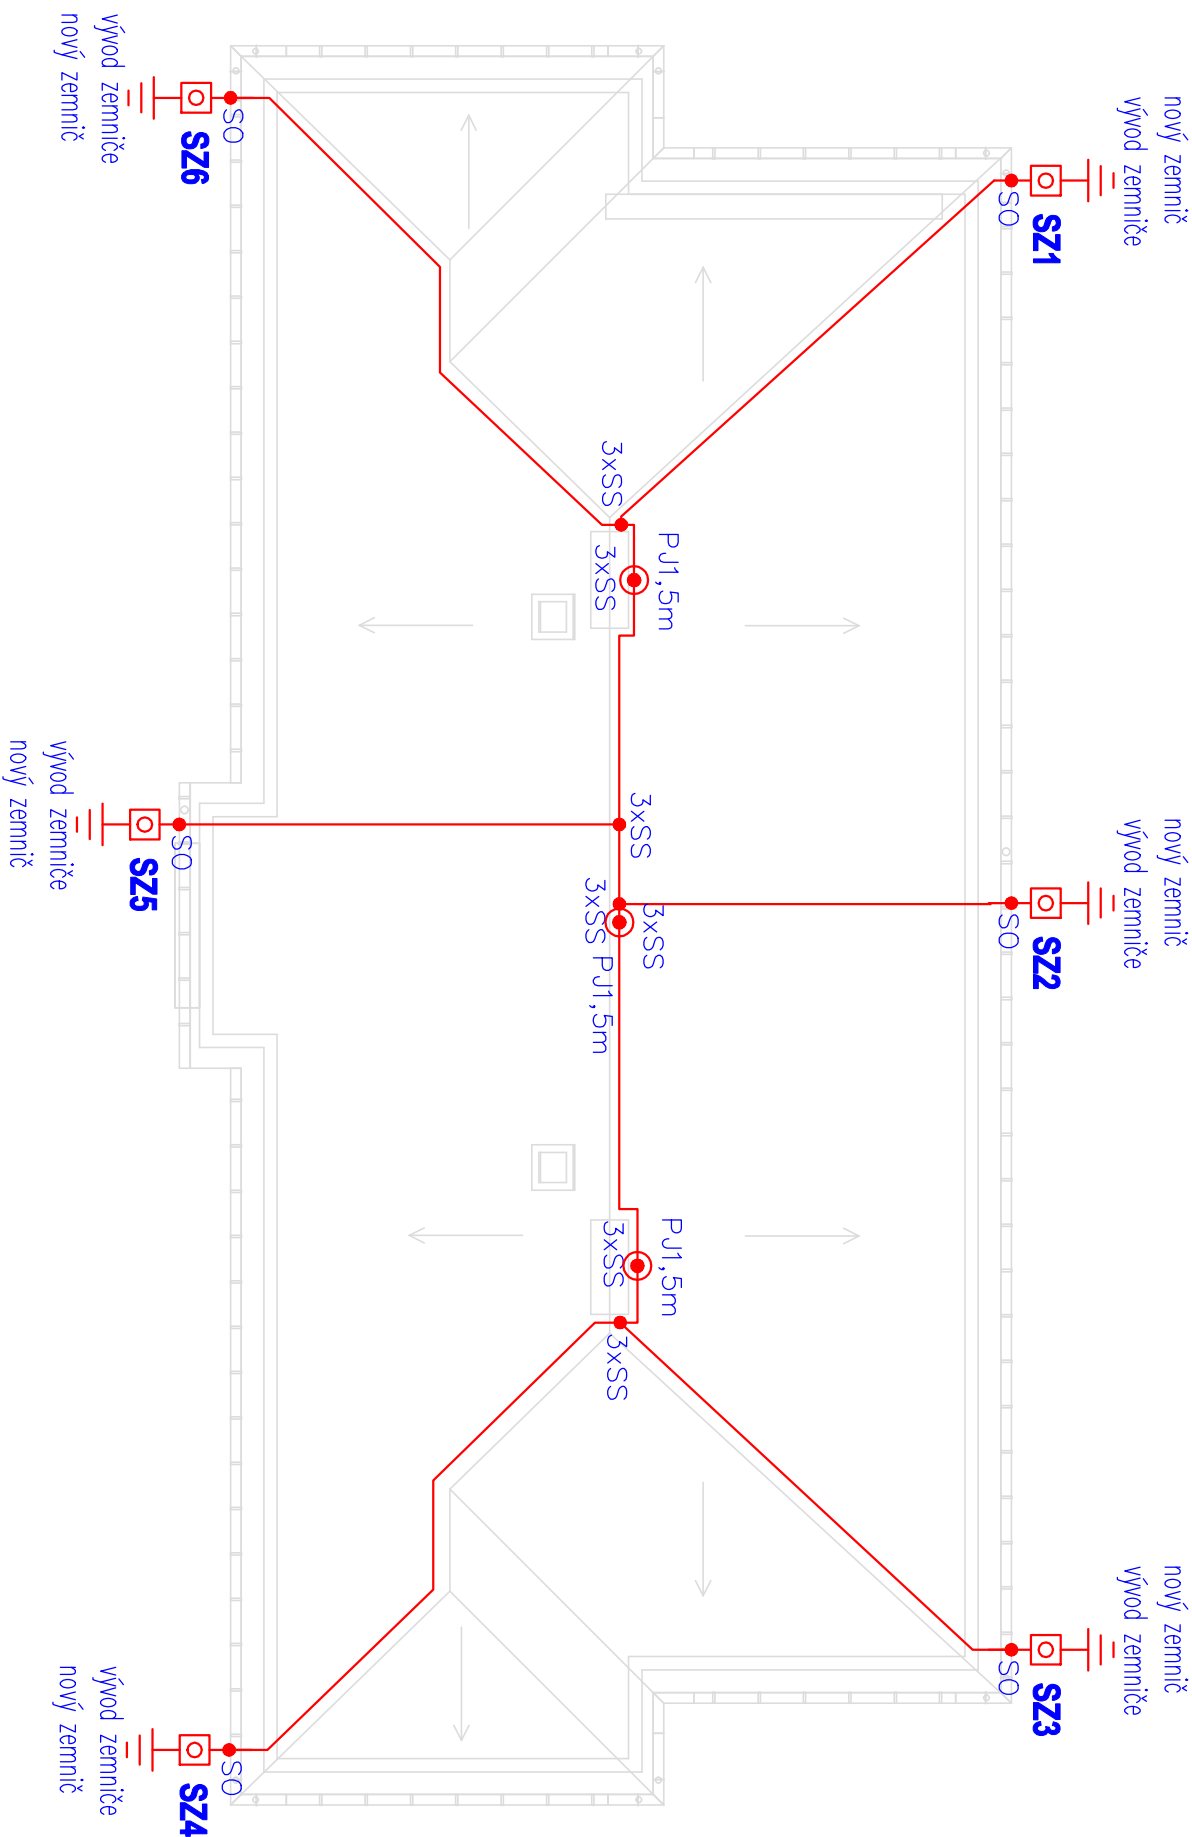 nový zemnič
vývod zemniče
SZ1
SO
nový zemnič
vývod zemniče
SZ2
SO
nový zemnič
vývod zemniče
SZ3
SO
3xSS
PJ1,5m
3xSS
3xSS
3xSS
3xSS PJ1,5m
PJ1,5m
3xSS
3xSS
SO
SZ6
vývod zemniče
nový zemnič
SO
SZ5
vývod zemniče
nový zemnič
SO
SZ4
vývod zemniče
nový zemnič